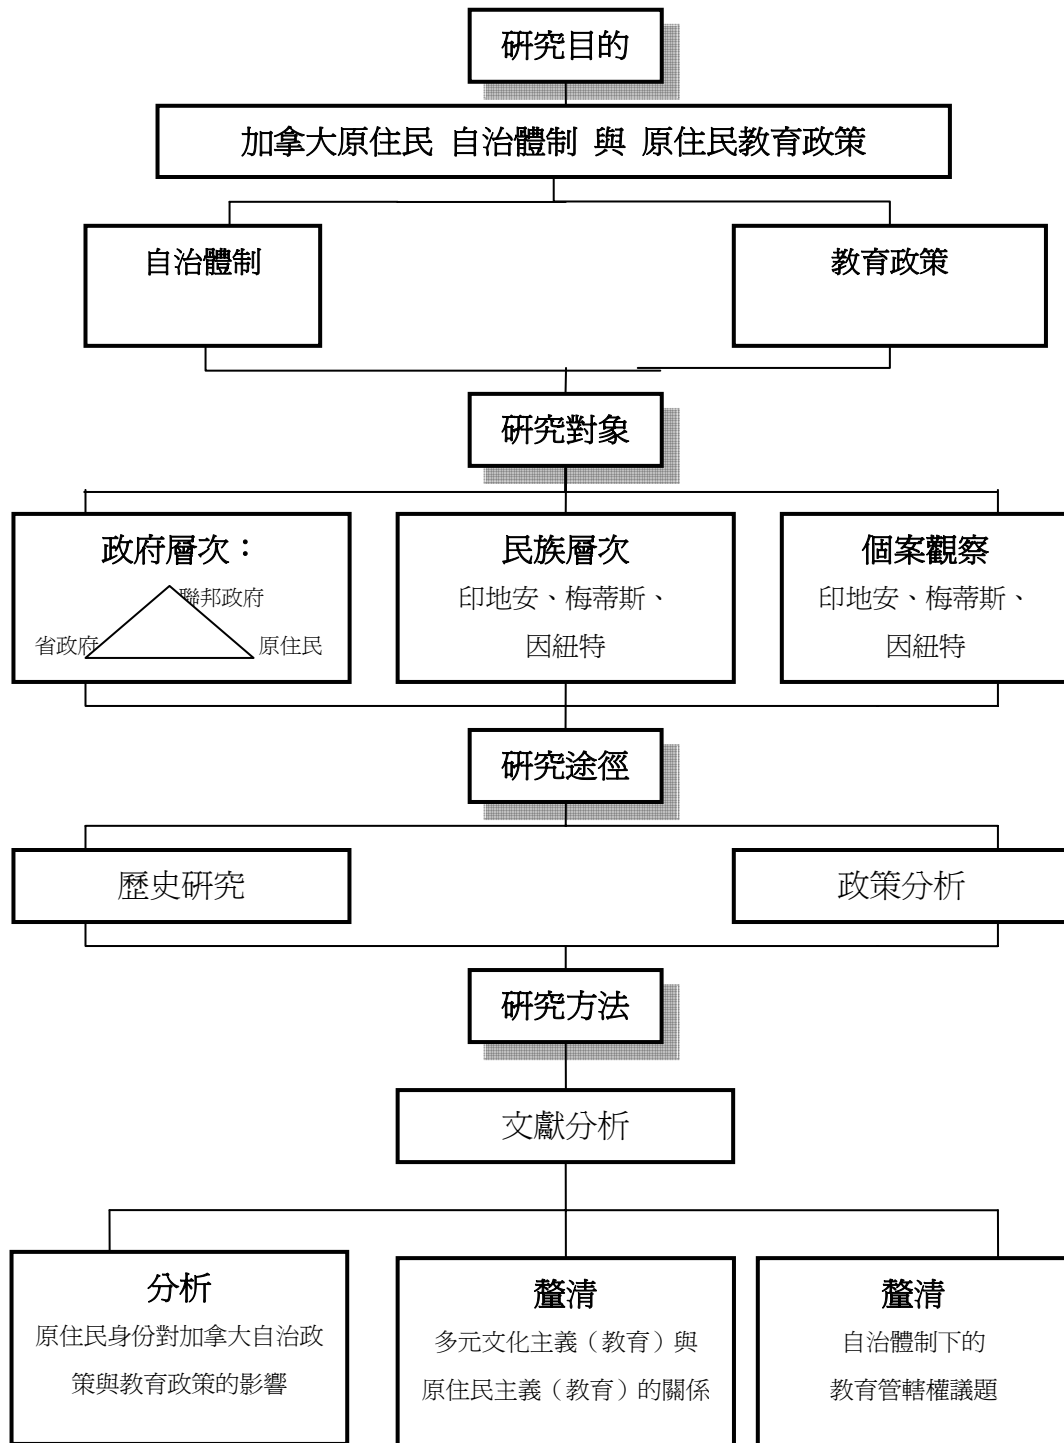 研究目的
加拿大原住民 自治體制 與 原住民教育政策
自治體制
教育政策
研究對象
政府層次：
聯邦政府
省政府
原住民
民族層次
印地安、梅蒂斯、
因紐特
個案觀察
印地安、梅蒂斯、
因紐特
研究途徑
歷史研究
政策分析
研究方法
文獻分析
分析
原住民身份對加拿大自治政
策與教育政策的影響
釐清
多元文化主義（教育）與
原住民主義（教育）的關係
釐清
自治體制下的
教育管轄權議題